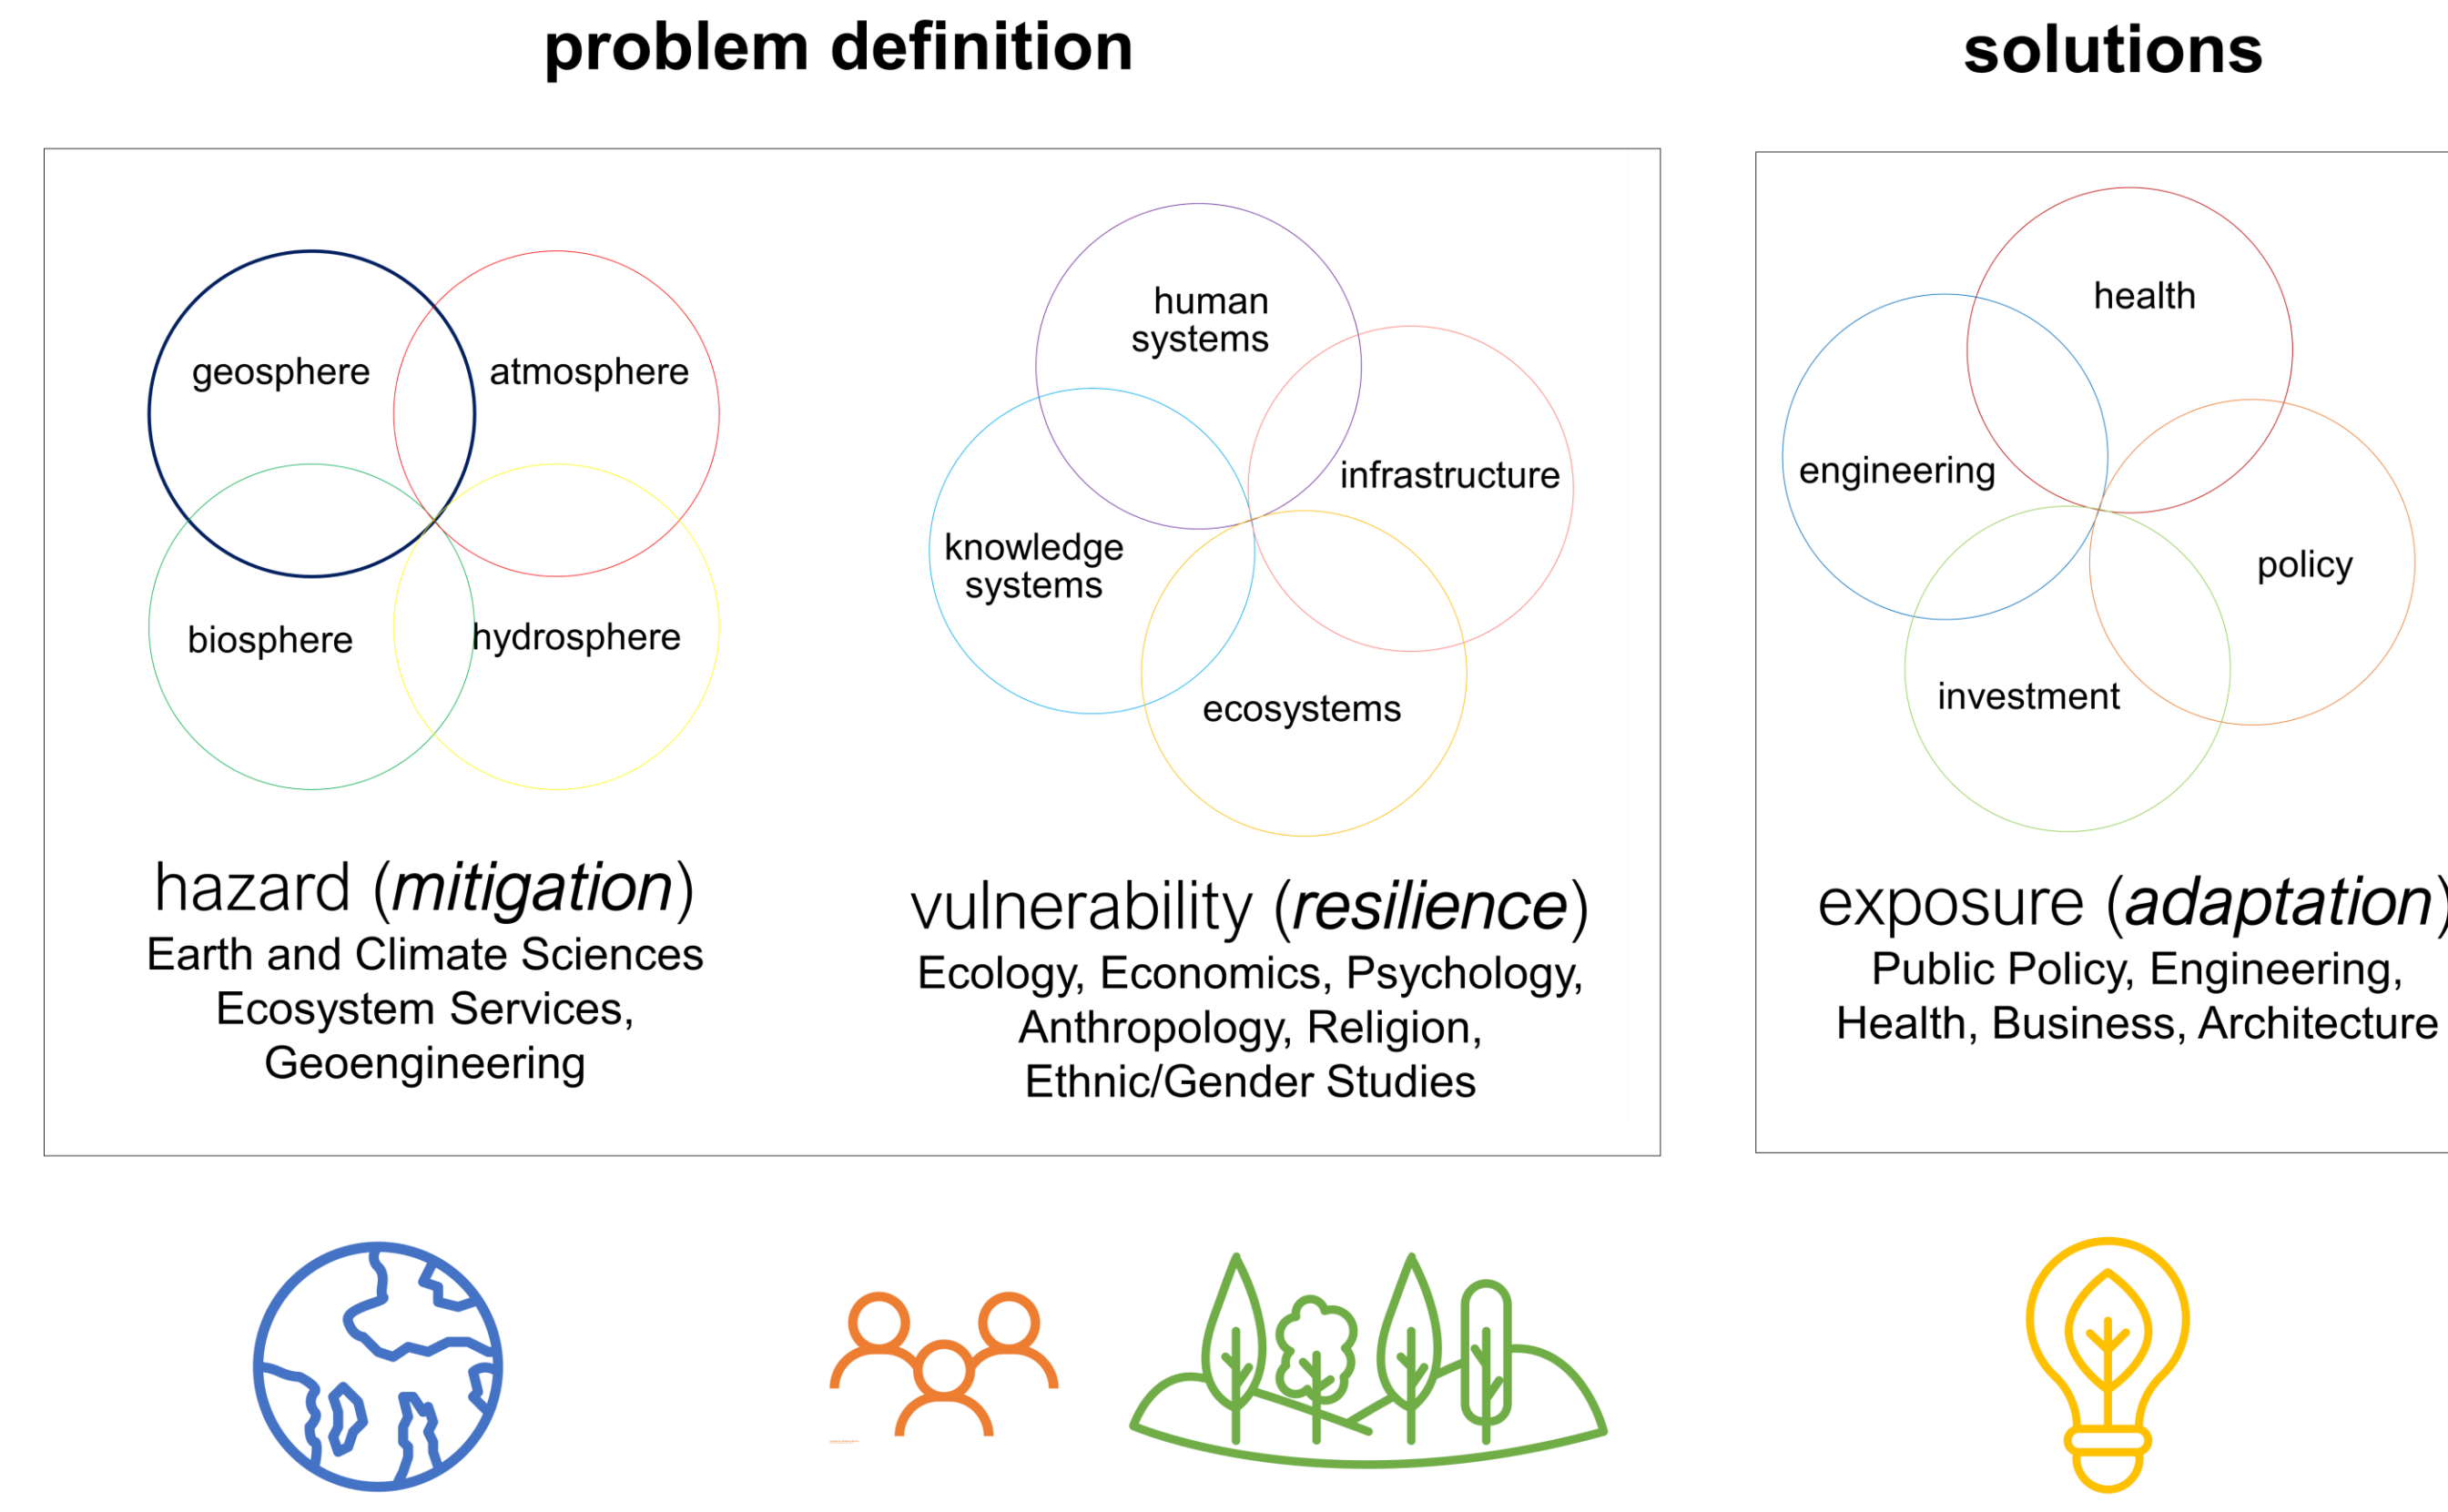 problem definition
solutions
geosphere
atmosphere
biosphere
hydrosphere
human
systems
infrastructure
knowledge
systems
ecosystems
health
engineering
policy
investment
hazard (mitigation)
Earth and Climate Sciences
Ecosystem Services,
Geoengineering
vulnerability (resilience)
Ecology, Economics, Psychology,
Anthropology, Religion,
Ethnic/Gender Studies
exposure (adaptation)
Public Policy, Engineering,
Health, Business, Architecture